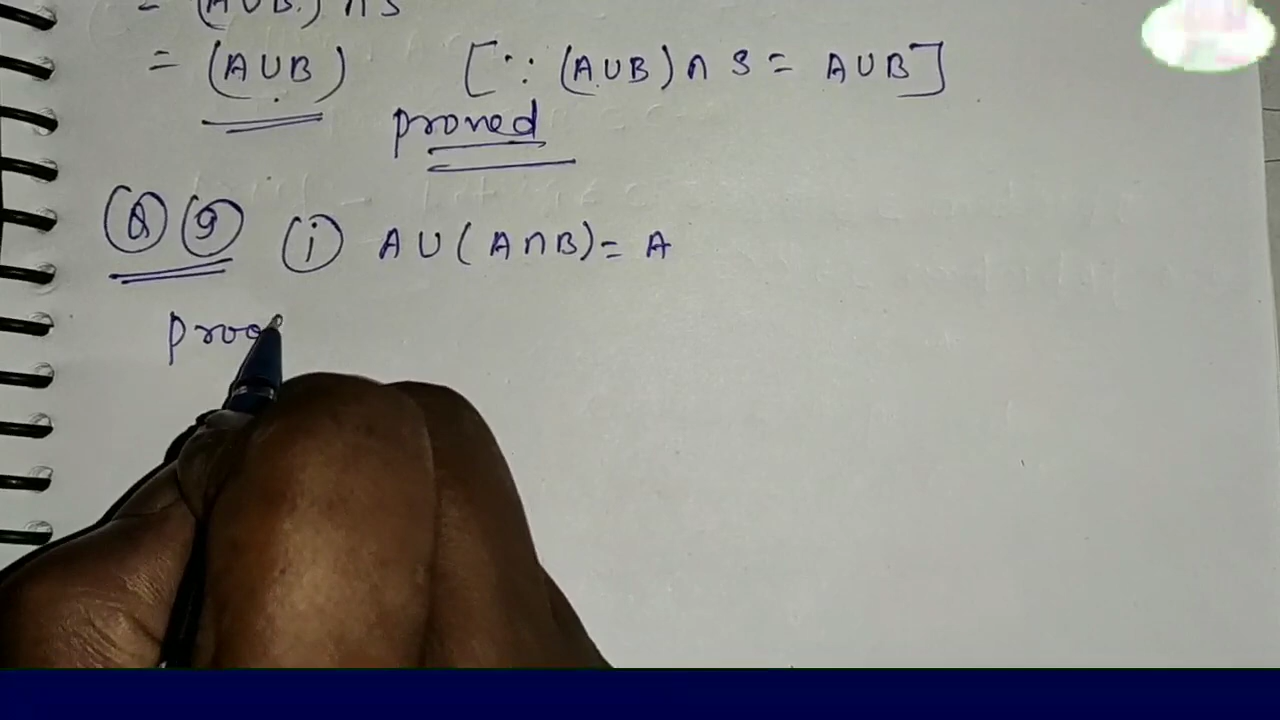 = (A∪B) ∩ S
= (A∪B) [∵ (A∪B)∩ S = A∪B]
proved
Q 9 (i) A∪(A∩B)= A
proo